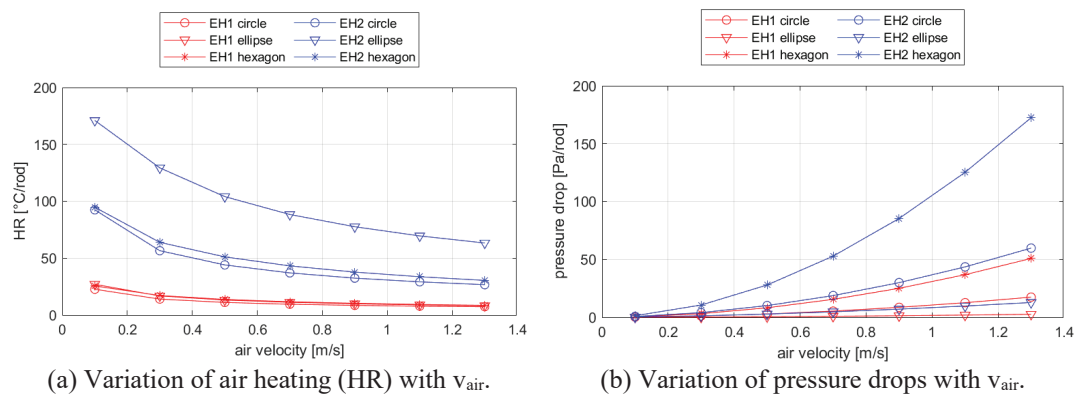 EH1 circle EH2 circle
EH1 ellipse EH2 ellipse
EH1 hexagon EH2 hexagon
200
150
100
50
0
HR [°C/rod]
0 0.2 0.4 0.6 0.8 1 1.2 1.4
air velocity [m/s]
(a) Variation of air heating (HR) with vair.
EH1 circle EH2 circle
EH1 ellipse EH2 ellipse
EH1 hexagon EH2 hexagon
200
150
100
50
0
pressure drop [Pa/rod]
0 0.2 0.4 0.6 0.8 1 1.2 1.4
air velocity [m/s]
(b) Variation of pressure drops with vair.